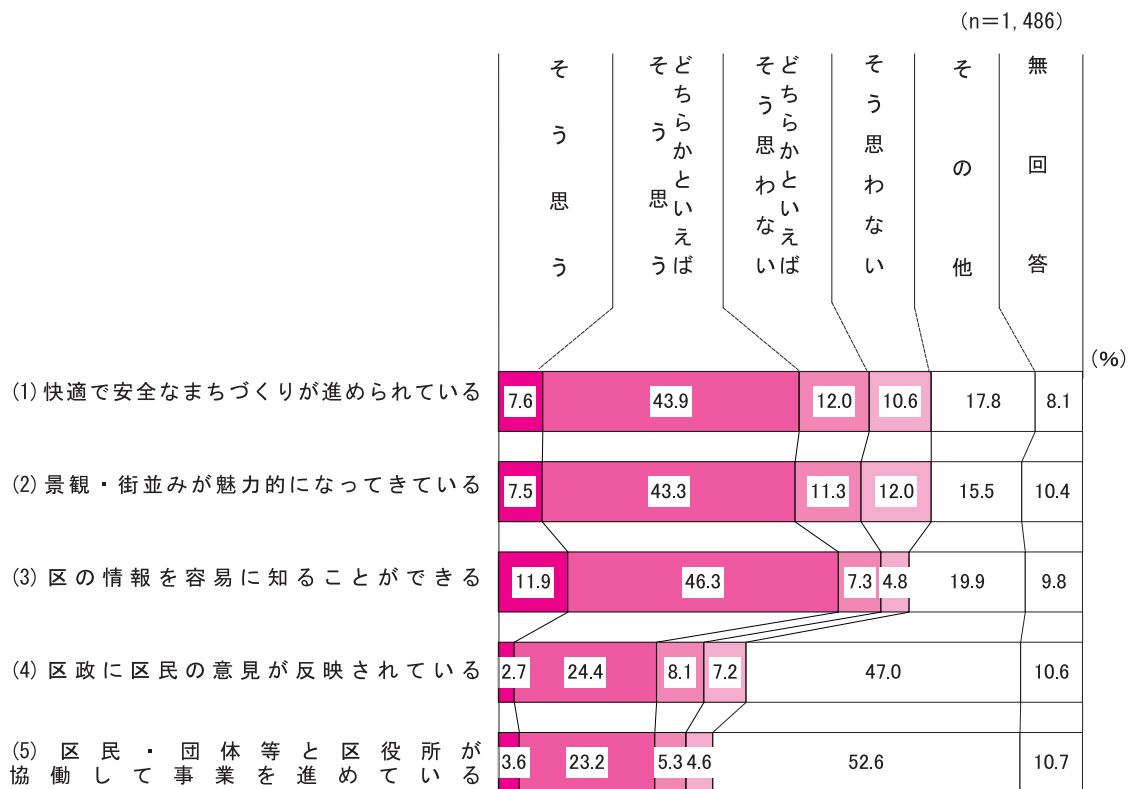 (n=1,486)
そう思う
どちらかといえば
そう思う
どちらかといえば
そう思わない
そう思わない
その他
無回答
(%)
(1)快適で安全なまちづくりが進められている
7.6 43.9 12.0 10.6 17.8 8.1
(2)景観・街並みが魅力的になってきている
7.5 43.3 11.3 12.0 15.5 10.4
(3)区の情報を容易に知ることができる
11.9 46.3 7.3 4.8 19.9 9.8
(4)区政に区民の意見が反映されている
2.7 24.4 8.1 7.2 47.0 10.6
(5)区民・団体等と区役所が
協働して事業を進めている
3.6 23.2 5.3 4.6 52.6 10.7